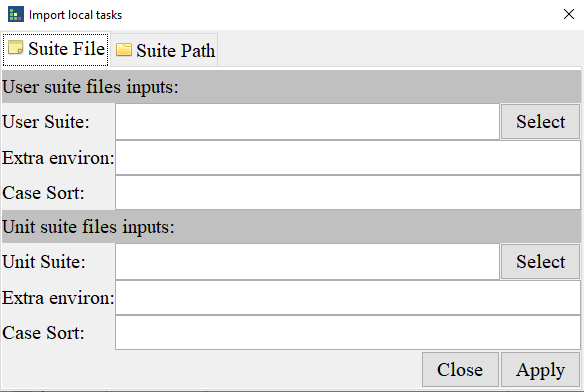 Import local tasks
Suite File Suite Path
User suite files inputs:
User Suite: Select
Extra environ:
Case Sort:
Unit suite files inputs:
Unit Suite: Select
Extra environ:
Case Sort:
Close Apply